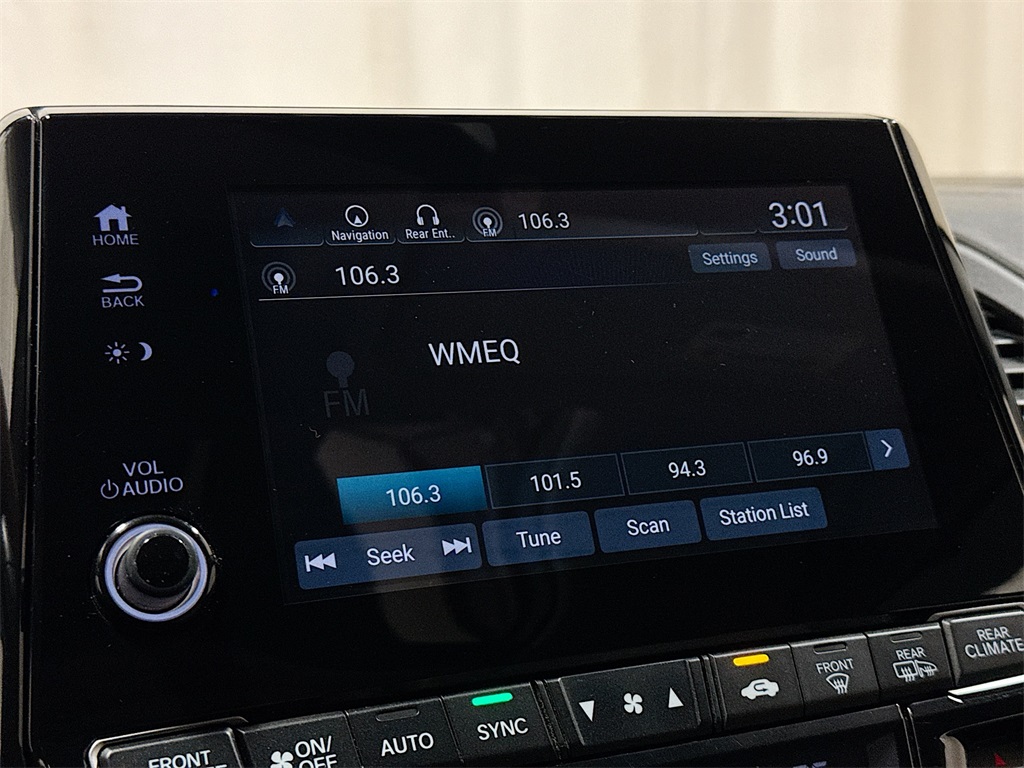 HOME
BACK
VOL
AUDIO
Navigation
Rear Ent..
FM
106.3
3:01
FM
106.3
Settings
Sound
WMEQ
FM
106.3
101.5
94.3
96.9
Seek
Tune
Scan
Station List
FRONT
ON/
OFF
AUTO
SYNC
FRONT
REAR
REAR
CLIMATE